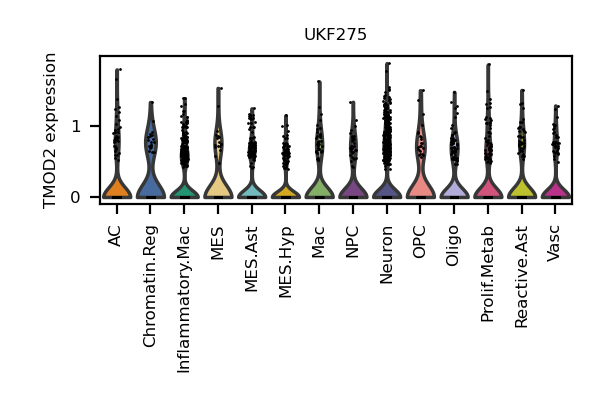 UKF275
TMOD2 expression
1
0
AC
Chromatin.Reg
Inflammatory.Mac
MES
MES.Ast
MES.Hyp
Mac
NPC
Neuron
OPC
Oligo
Prolif.Metab
Reactive.Ast
Vasc